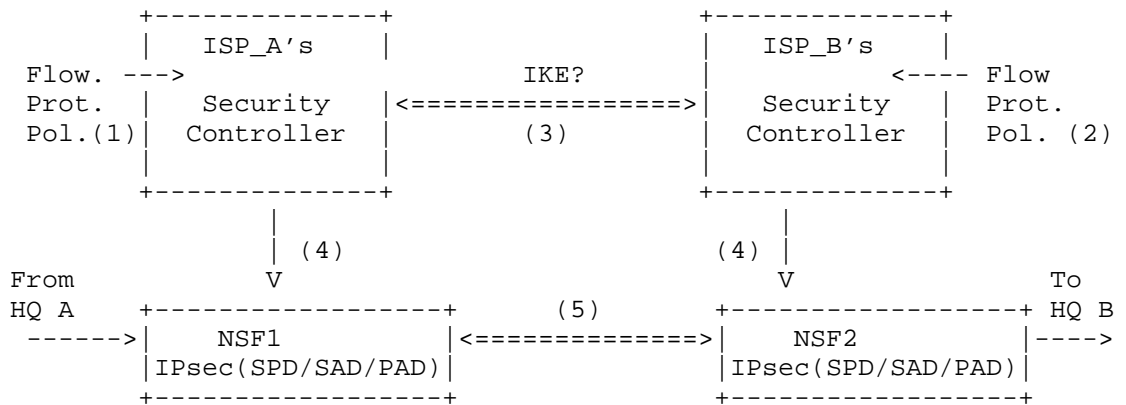 ISP_A's ISP_B's
Flow. ---> IKE? <---- Flow
Prot. Security <=================> Security Prot.
Pol.(1) Controller (3) Controller Pol. (2)
(4) (4)
From V V To
HQ A (5) HQ B
------> NSF1 <==============> NSF2 ---->
IPsec(SPD/SAD/PAD) IPsec(SPD/SAD/PAD)